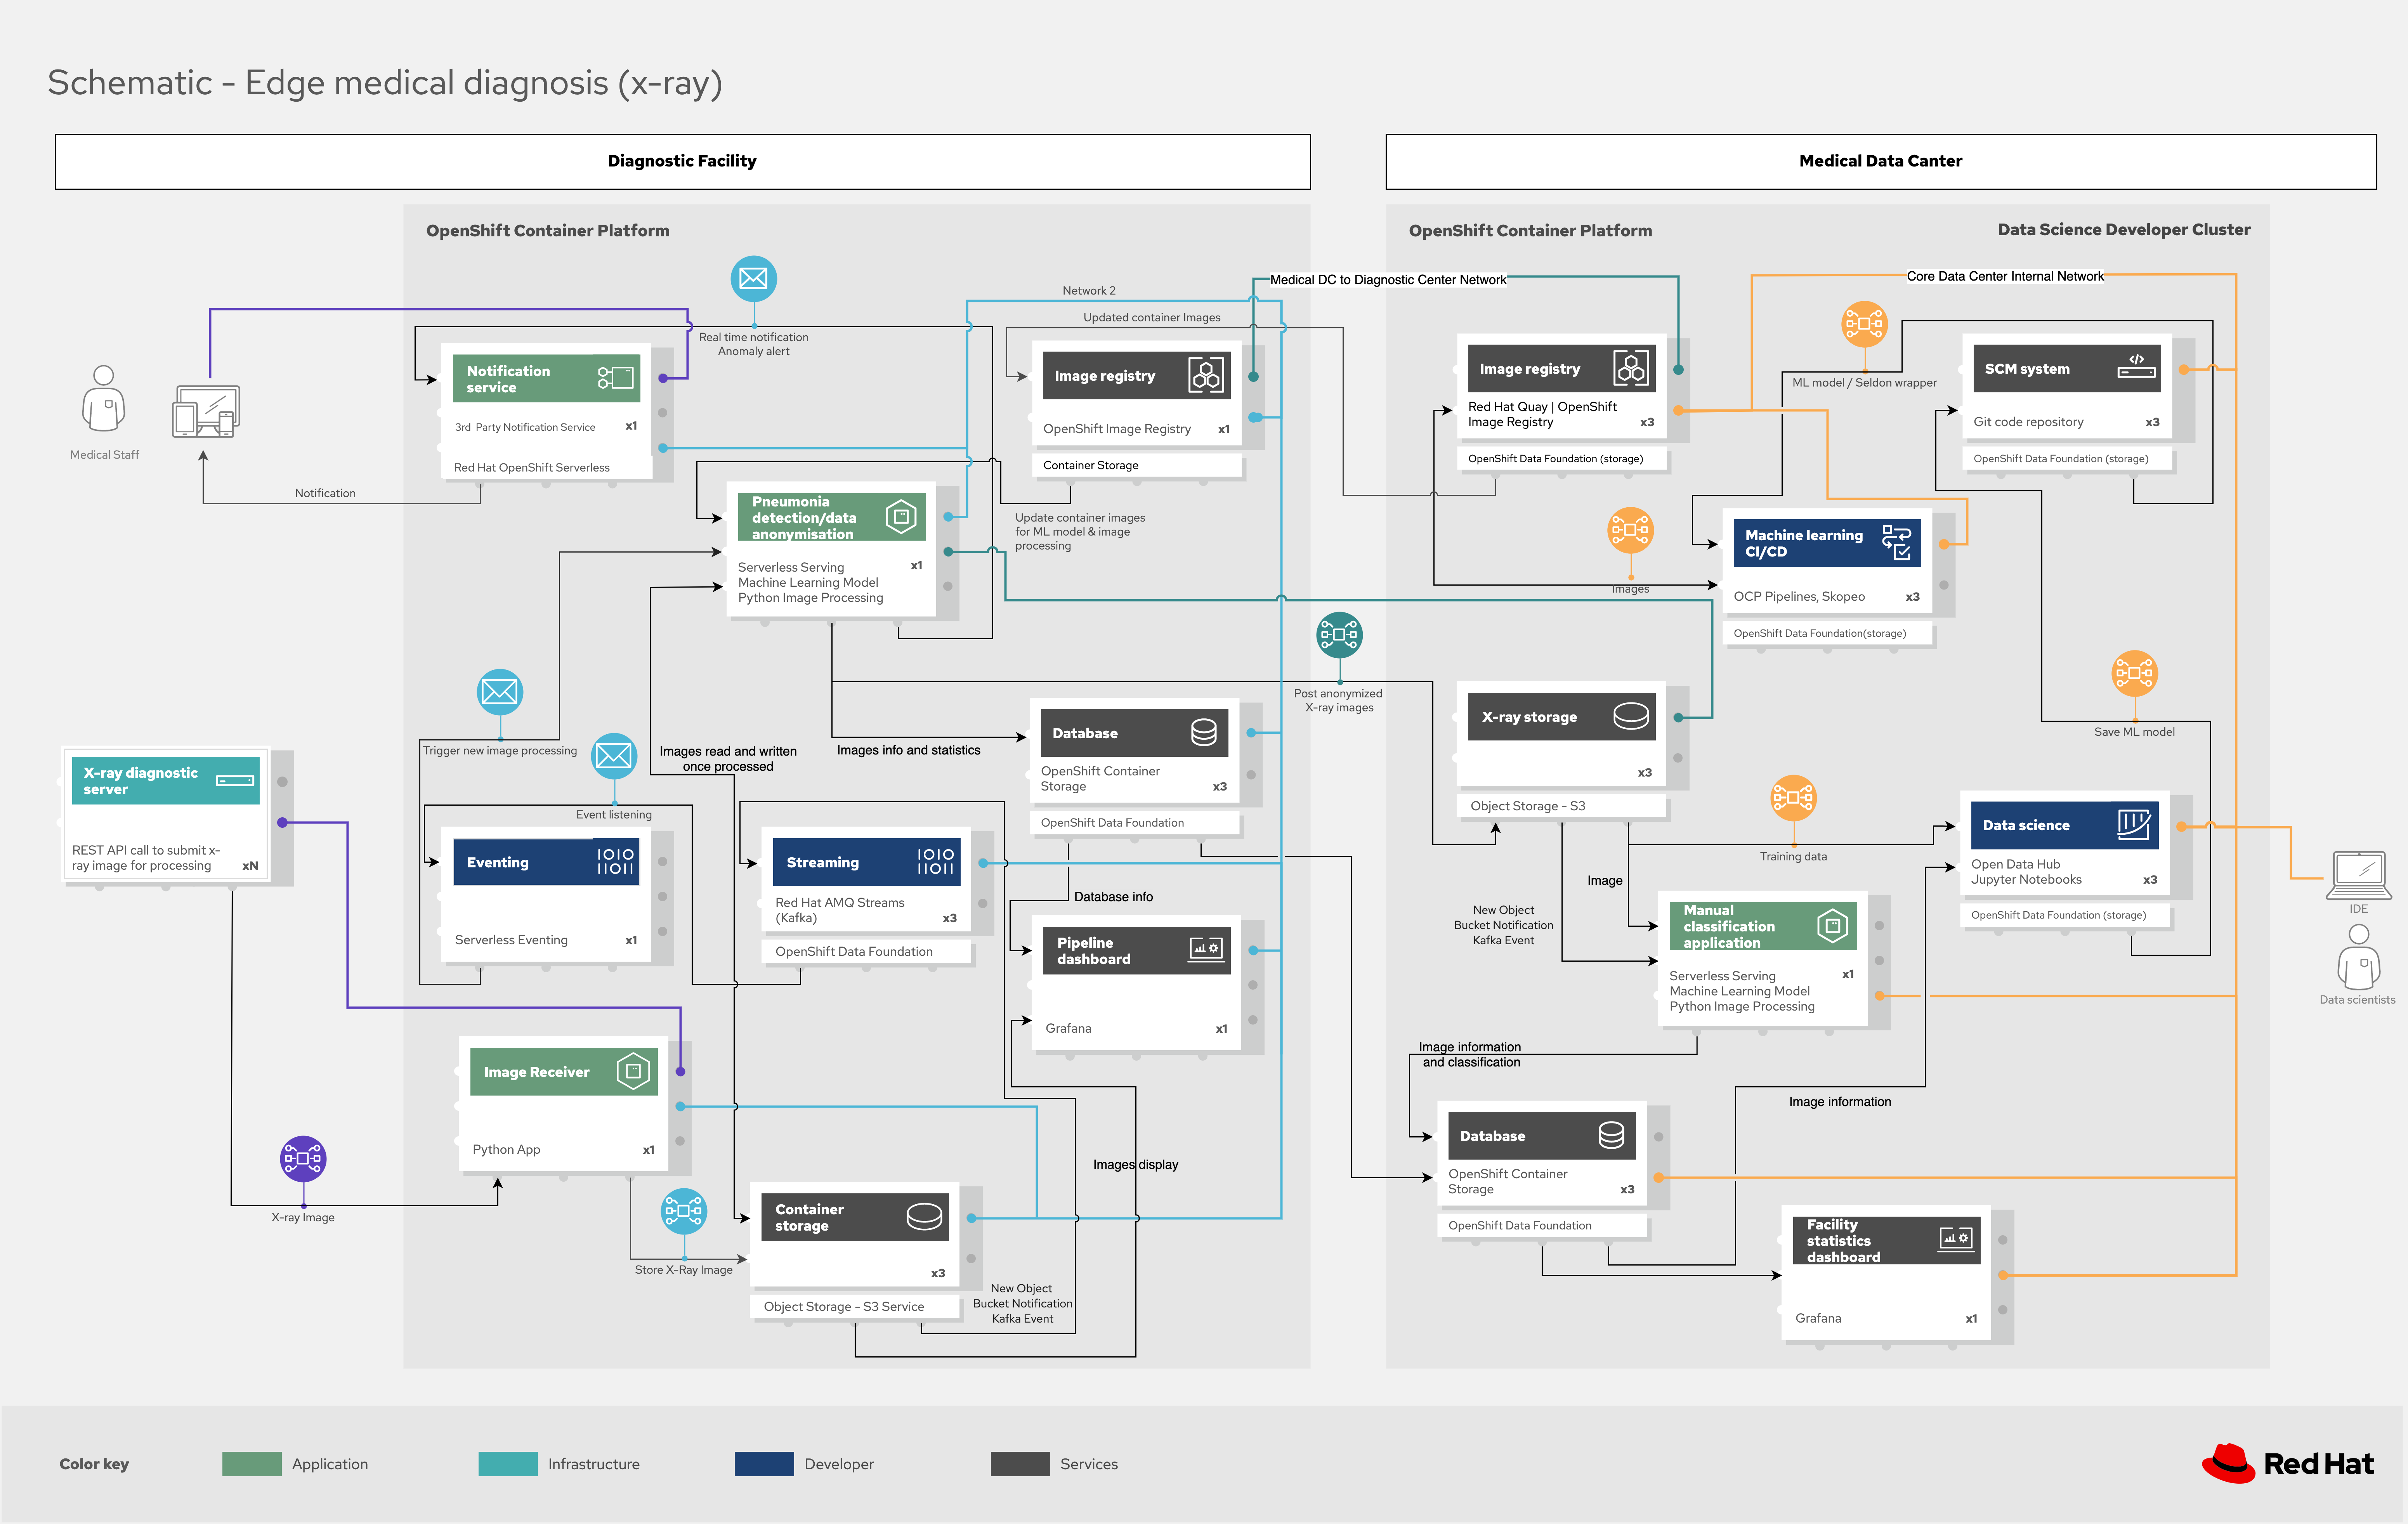 Schematic - Edge medical diagnosis (x-ray)
Diagnostic Facility
Medical Data Canter
OpenShift Container Platform
OpenShift Container Platform
Data Science Developer Cluster
Network 2
Medical DC to Diagnostic Center Network
Core Data Center Internal Network
Real time notification
Anomaly alert
Updated container Images
ML model / Seldon wrapper
Medical Staff
Notification
service
3rd Party Notification Service
x1
Red Hat OpenShift Serverless
Notification
Image registry
OpenShift Image Registry
x1
Container Storage
Image registry
Red Hat Quay | OpenShift
Image Registry
x3
OpenShift Data Foundation (storage)
SCM system
Git code repository
x3
OpenShift Data Foundation (storage)
Pneumonia
detection/data
anonymisation
Serverless Serving
Machine Learning Model
Python Image Processing
x1
Update container images
for ML model & image
processing
Images
Machine learning
CI/CD
OCP Pipelines, Skopeo
x3
OpenShift Data Foundation(storage)
Post anonymized
X-ray images
X-ray storage
x3
Object Storage - S3
Save ML model
Trigger new image processing
Images read and written
once processed
Images info and statistics
Database
OpenShift Container
Storage
x3
OpenShift Data Foundation
X-ray diagnostic
server
REST API call to submit x-
ray image for processing
xN
Event listening
Eventing
Serverless Eventing
x1
Streaming
Red Hat AMQ Streams
(Kafka)
x3
OpenShift Data Foundation
Database info
Pipeline
dashboard
Grafana
x1
Training data
Image
New Object
Bucket Notification
Kafka Event
Data science
Open Data Hub
Jupyter Notebooks
x3
OpenShift Data Foundation (storage)
IDE
Data scientists
Manual
classification
application
Serverless Serving
Machine Learning Model
Python Image Processing
x1
Image information
and classification
Image information
Image Receiver
Python App
x1
X-ray Image
Store X-Ray Image
Images display
Container
storage
x3
Object Storage - S3 Service
New Object
Bucket Notification
Kafka Event
Database
OpenShift Container
Storage
x3
OpenShift Data Foundation
Facility
statistics
dashboard
Grafana
x1
Color key
Application
Infrastructure
Developer
Services
Red Hat